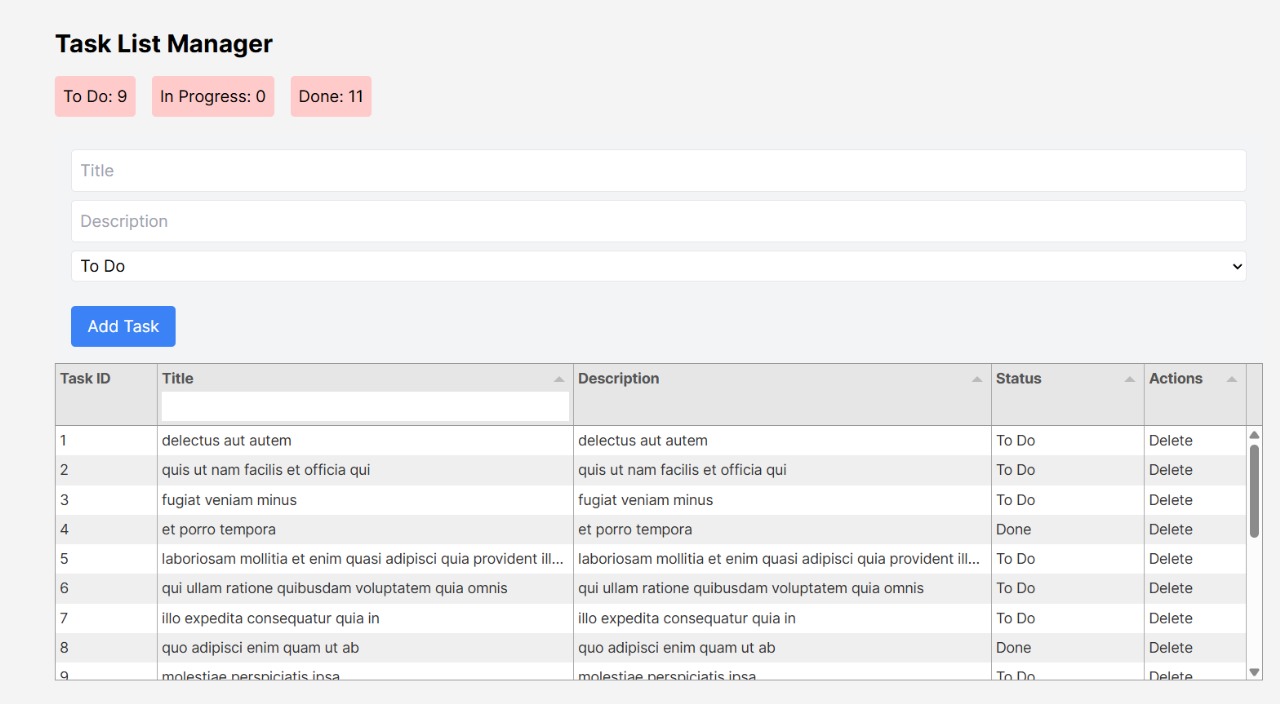 Task List Manager
To Do: 9 In Progress: 0 Done: 11
Title
Description
To Do
Add Task
Task ID Title Description Status Actions
1 delectus aut autem delectus aut autem To Do Delete
2 quis ut nam facilis et officia qui quis ut nam facilis et officia qui To Do Delete
3 fugiat veniam minus fugiat veniam minus To Do Delete
4 et porro tempora et porro tempora Done Delete
5 laboriosam mollitia et enim quasi adipisci quia provident ill... laboriosam mollitia et enim quasi adipisci quia provident ill... To Do Delete
6 qui ullam ratione quibusdam voluptatem quia omnis qui ullam ratione quibusdam voluptatem quia omnis To Do Delete
7 illo expedita consequatur quia in illo expedita consequatur quia in To Do Delete
8 quo adipisci enim quam ut ab quo adipisci enim quam ut ab Done Delete
9 molestiae perspiciatis ipsa molestiae perspiciatis ipsa To Do Delete